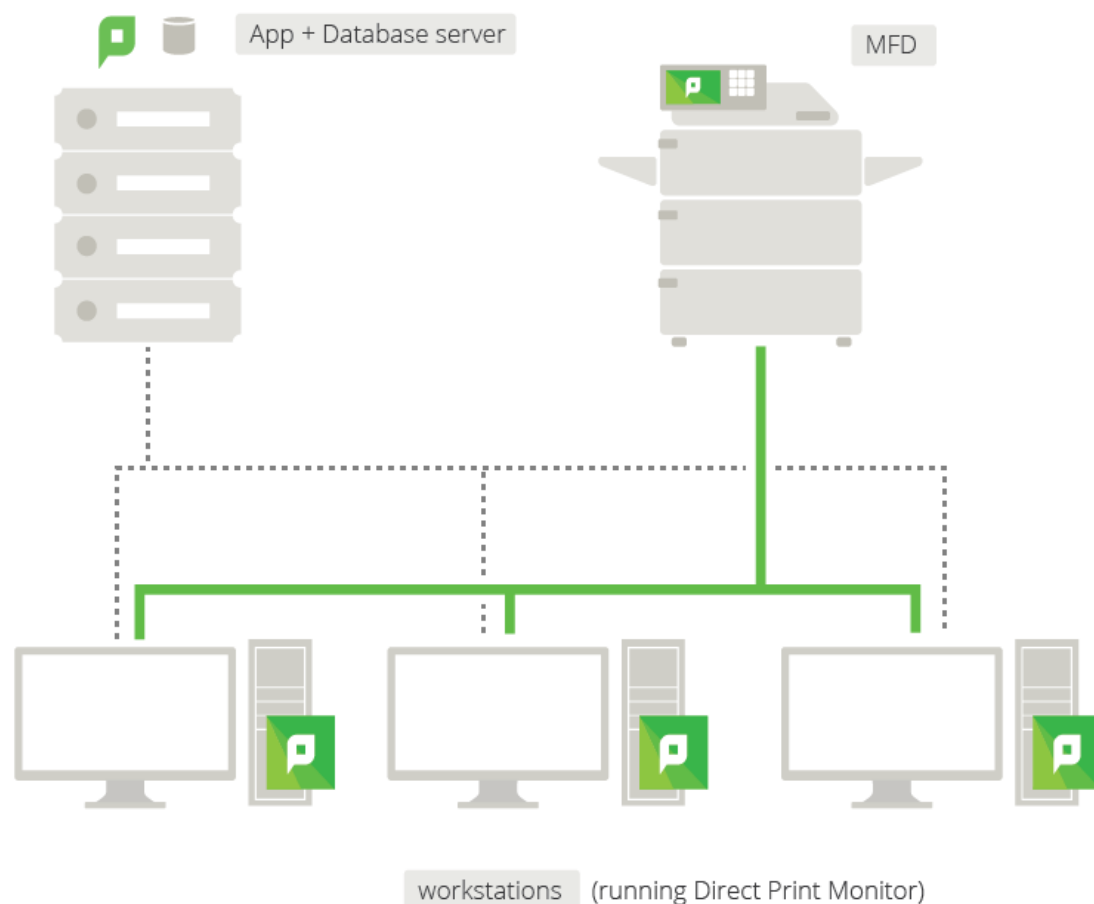 App + Database server
MFD
workstations (running Direct Print Monitor)